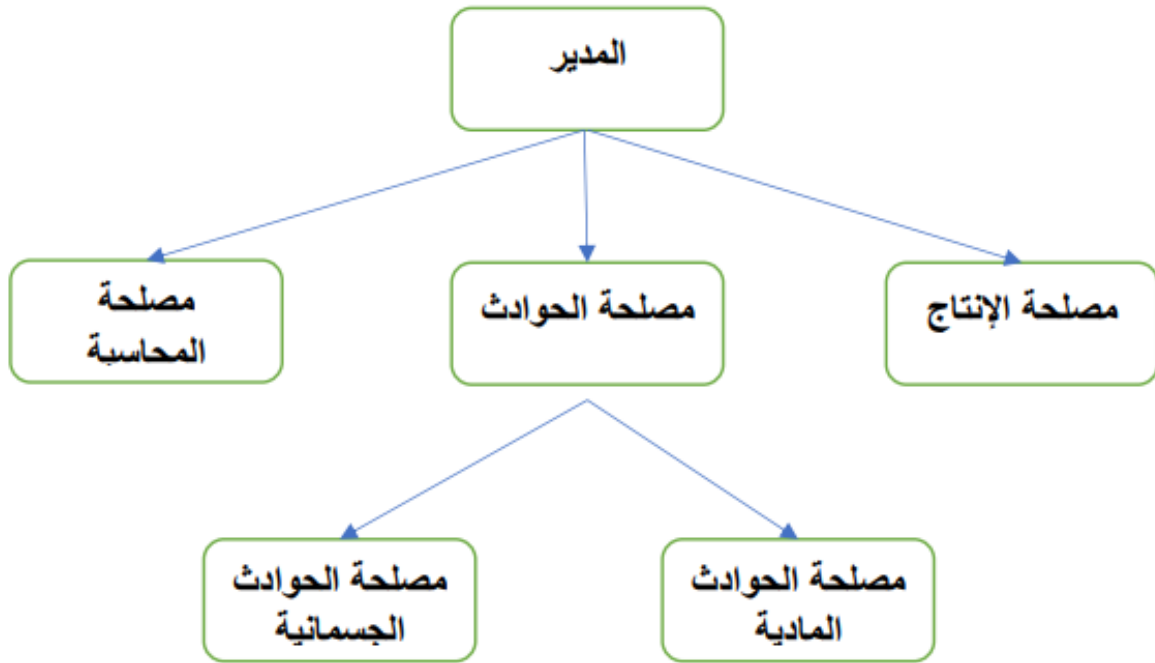 المدير
مصلحة الإنتاج
مصلحة الحوادث
مصلحة
المحاسبة
مصلحة الحوادث
المادية
مصلحة الحوادث
الجسمانية